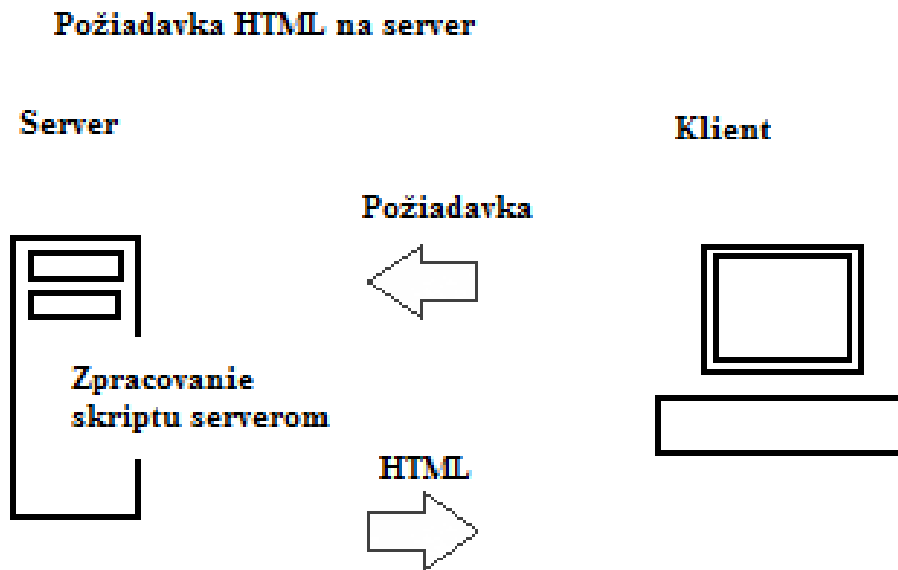 Požiadavka HTML na server
Server
Klient
Požiadavka
Zpracovanie
skriptu serverom
HTML